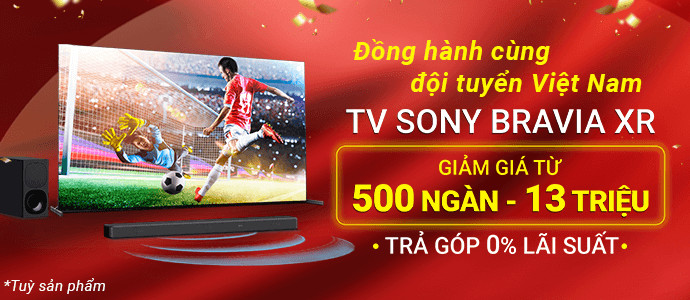 Đồng hành cùng
đội tuyển Việt Nam
TV SONY BRAVIA XR
GIẢM GIÁ TỪ
500 NGÀN - 13 TRIỆU
• TRẢ GÓP 0% LÃI SUẤT •
*Tuỳ sản phẩm